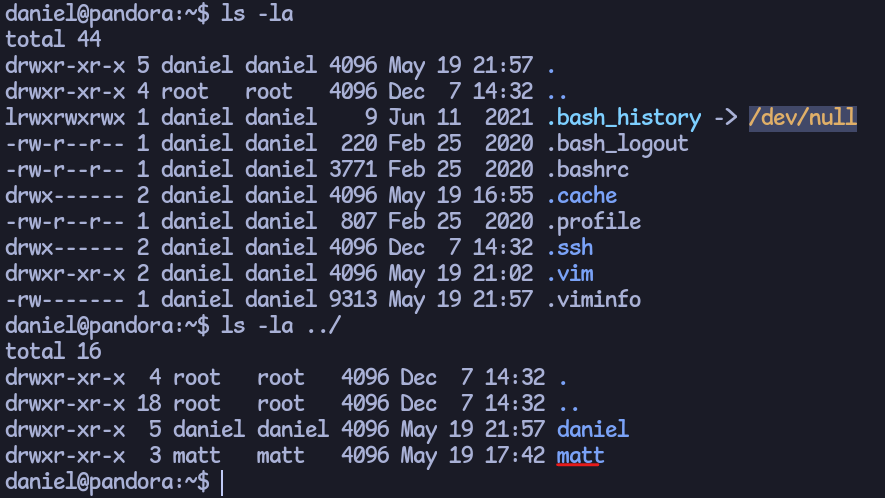 daniel@pandora:~$ ls -la
total 44
drwxr-xr-x 5 daniel daniel 4096 May 19 21:57 .
drwxr-xr-x 4 root   root   4096 Dec  7 14:32 ..
lrwxrwxrwx 1 daniel daniel    9 Jun 11  2021 .bash_history -> /dev/null
-rw-r--r-- 1 daniel daniel  220 Feb 25  2020 .bash_logout
-rw-r--r-- 1 daniel daniel 3771 Feb 25  2020 .bashrc
drwx------ 2 daniel daniel 4096 May 19 16:55 .cache
-rw-r--r-- 1 daniel daniel  807 Feb 25  2020 .profile
drwx------ 2 daniel daniel 4096 Dec  7 14:32 .ssh
drwxr-xr-x 2 daniel daniel 4096 May 19 21:02 .vim
-rw------- 1 daniel daniel 9313 May 19 21:57 .viminfo
daniel@pandora:~$ ls -la ../
total 16
drwxr-xr-x  4 root   root   4096 Dec  7 14:32 .
drwxr-xr-x 18 root   root   4096 Dec  7 14:32 ..
drwxr-xr-x  5 daniel daniel 4096 May 19 21:57 daniel
drwxr-xr-x  3 matt   matt   4096 May 19 17:42 matt
daniel@pandora:~$